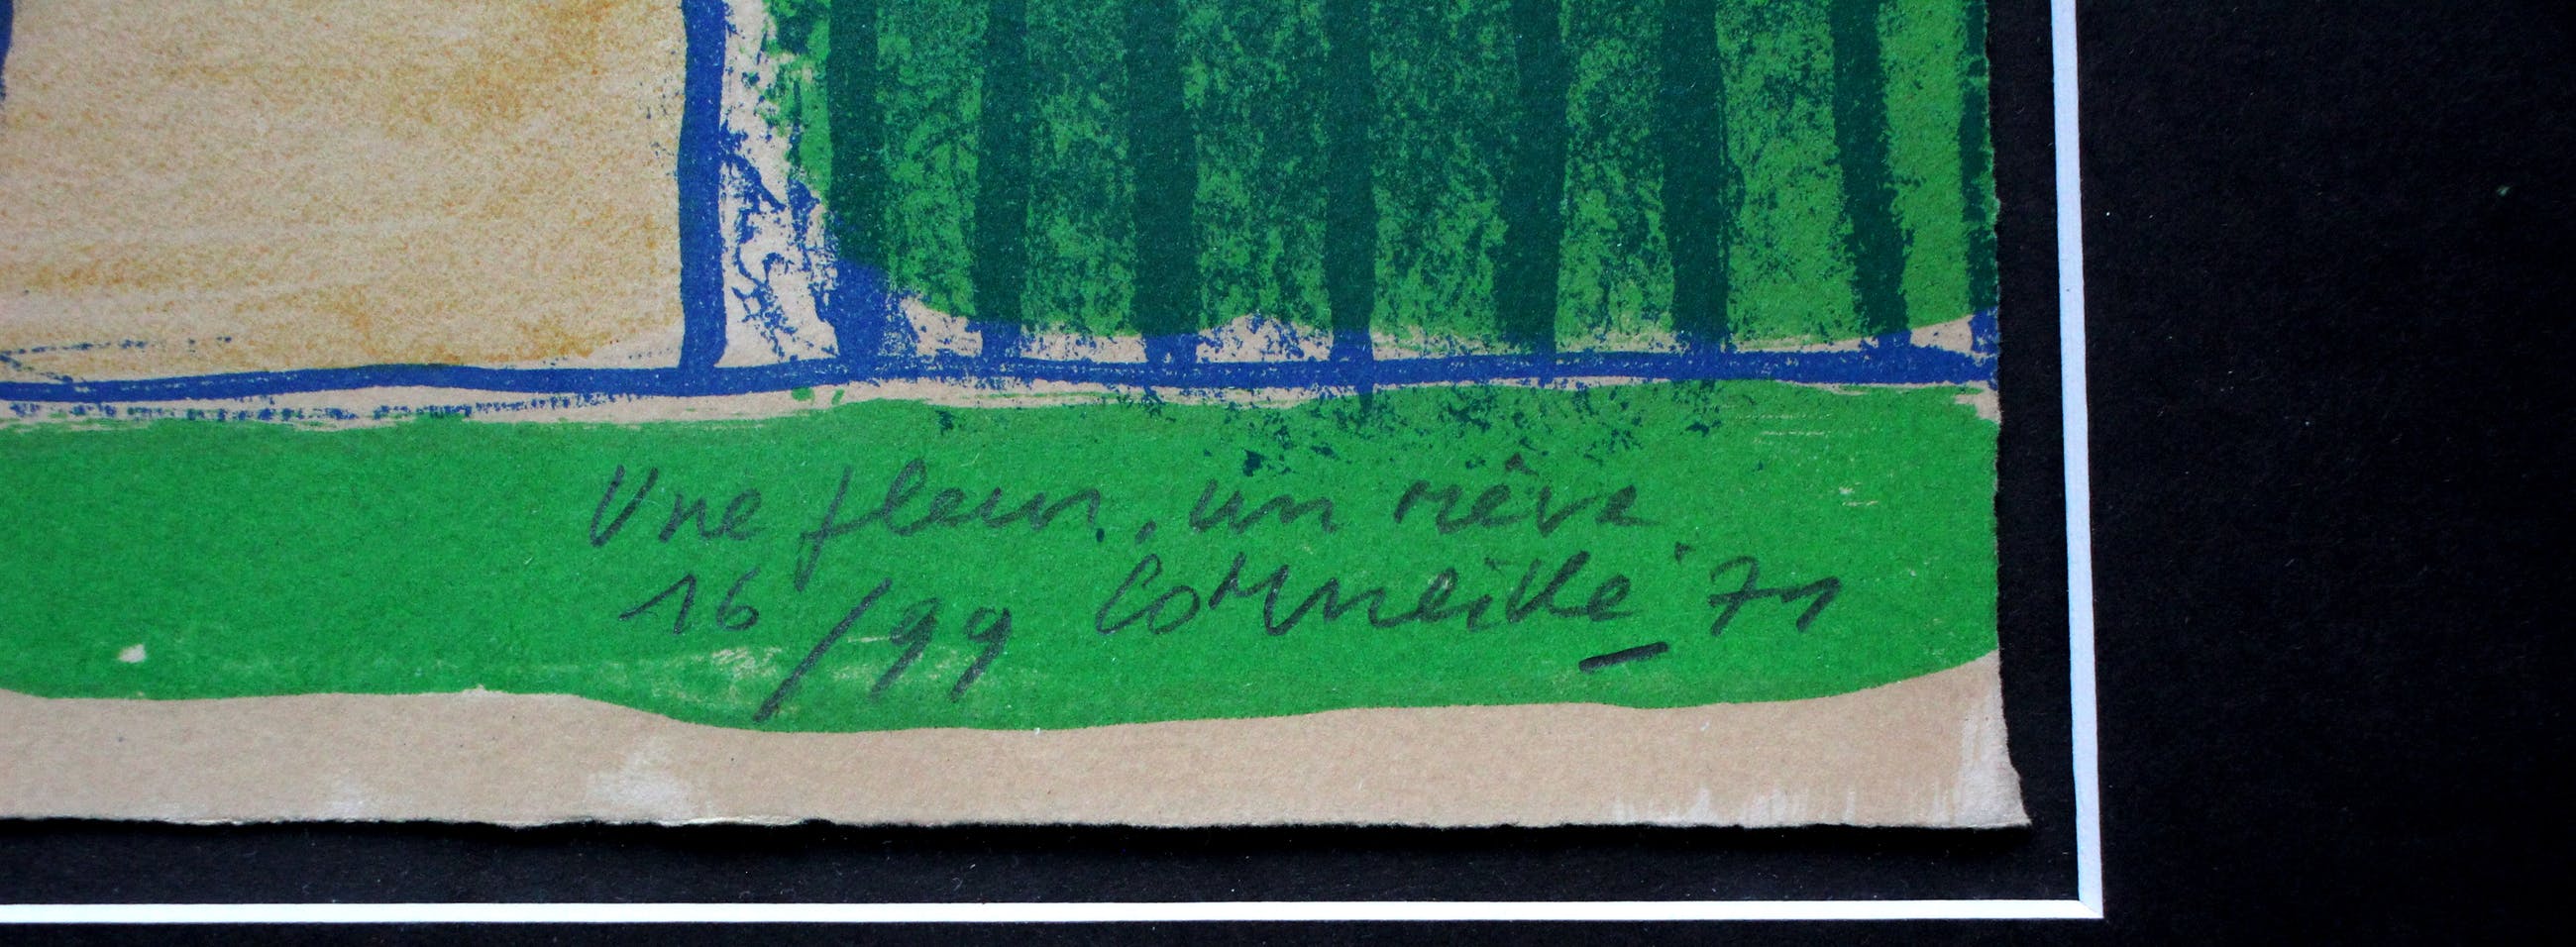 Une fleur, un rêve
16/99 Corneille '71